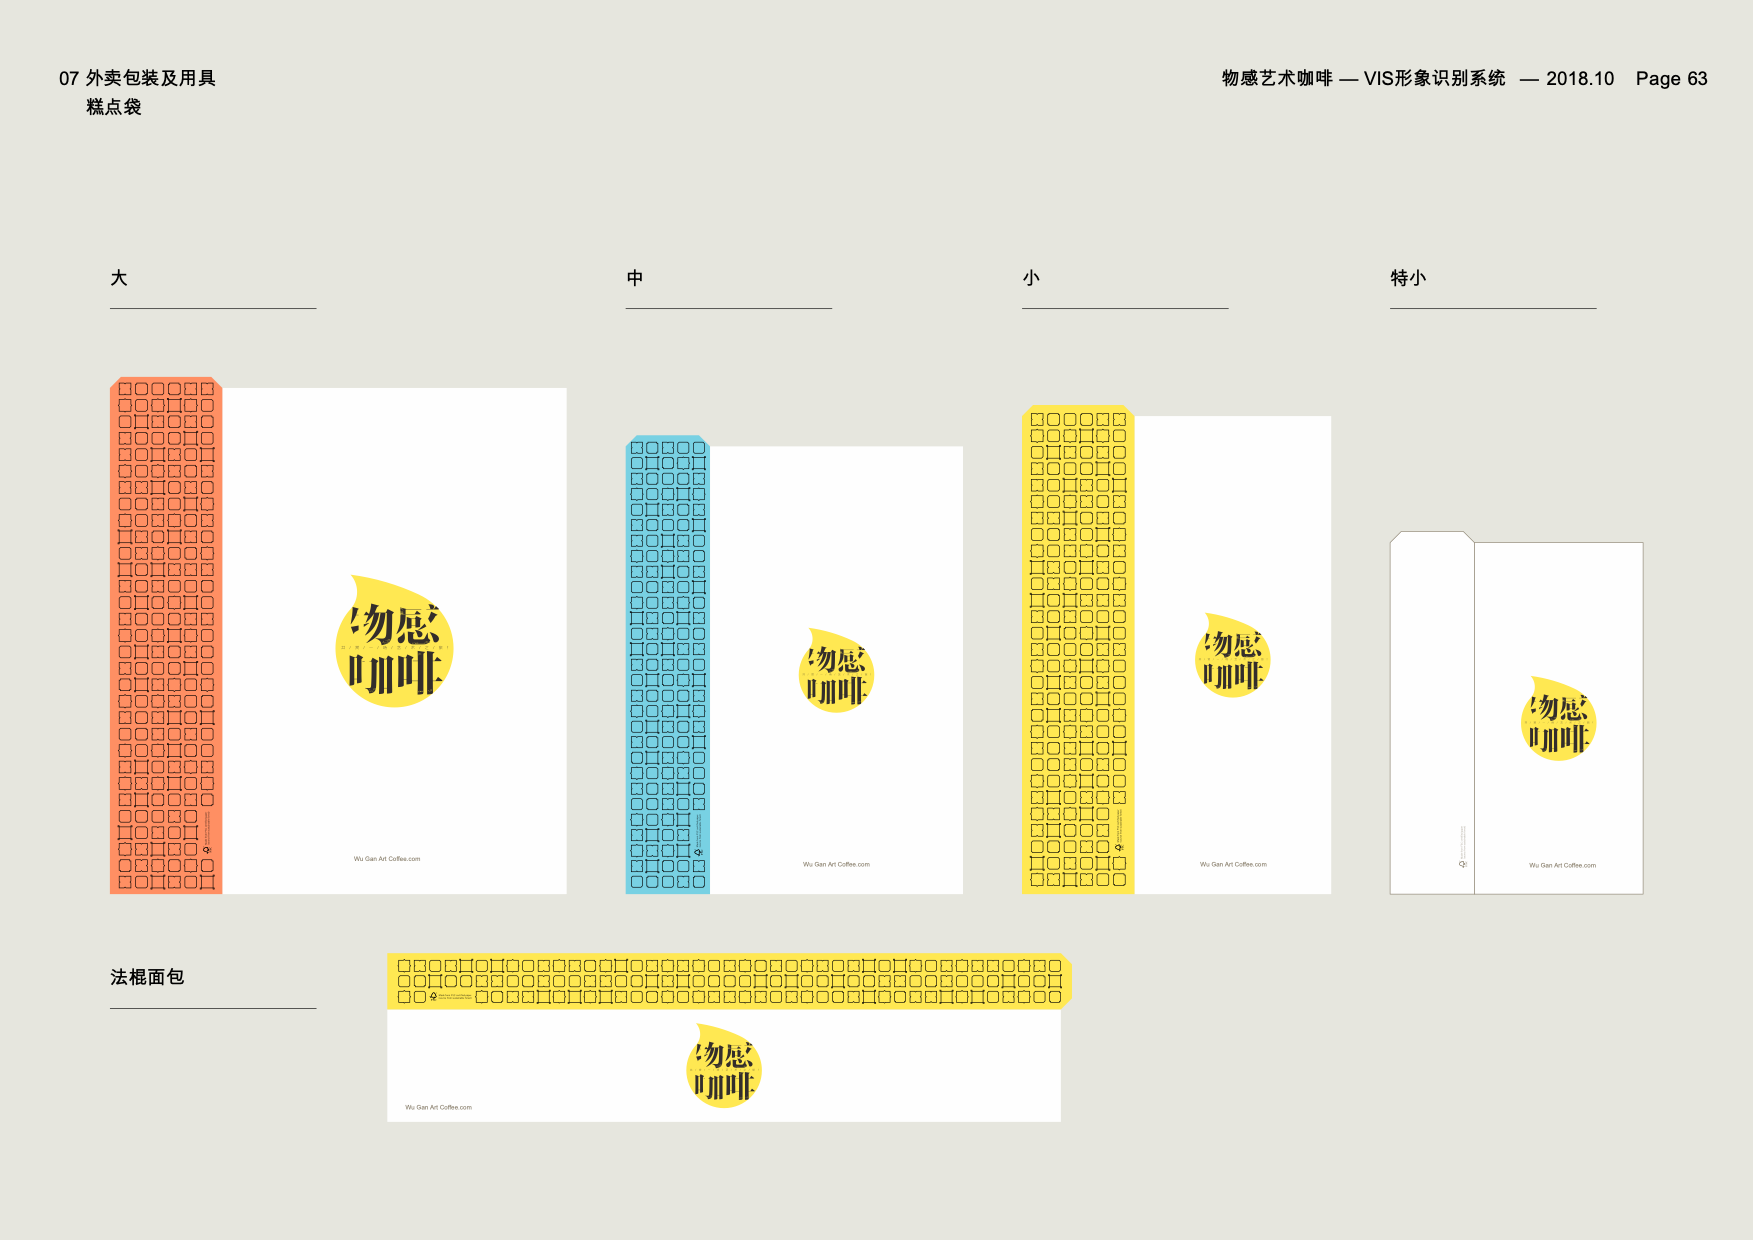 07 外卖包装及用具
糕点袋
物感艺术咖啡 — VIS形象识别系统 — 2018.10 Page 63
大
中
小
特小
物感
咖啡
Wu Gan Art Coffee.com
物感
咖啡
Wu Gan Art Coffee.com
物感
咖啡
Wu Gan Art Coffee.com
物感
咖啡
Wu Gan Art Coffee.com
法棍面包
物感
咖啡
Wu Gan Art Coffee.com